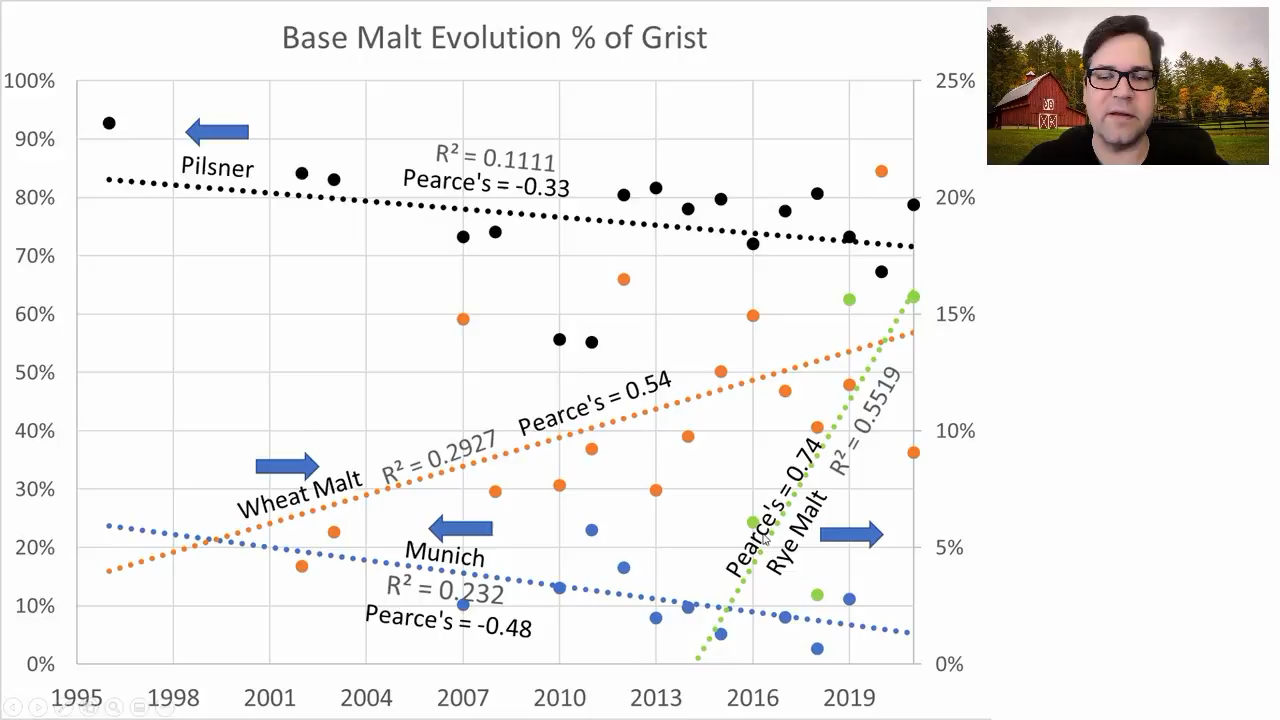 Base Malt Evolution % of Grist
100%
90%
80%
70%
60%
50%
40%
30%
20%
10%
0%
25%
20%
15%
10%
5%
0%
Pilsner
R² = 0.1111
Pearce's = -0.33
Pearce's = 0.54
R² = 0.2927
Wheat Malt
Munich
R² = 0.232
Pearce's = -0.48
Pearce's = 0.74
Rye Malt
R² = 0.5519
1995
1998
2001
2004
2007
2010
2013
2016
2019